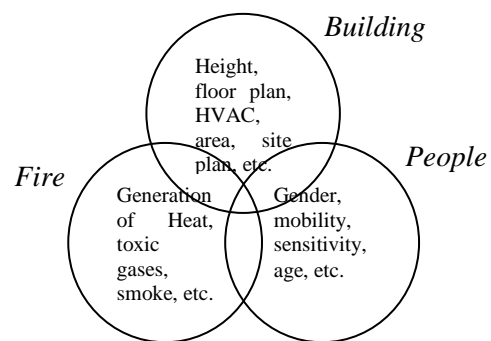 Building
Height,
floor plan,
HVAC,
area, site
plan, etc.
People
Fire
Generation
of Heat,
toxic
gases,
smoke, etc.
Gender,
mobility,
sensitivity,
age, etc.